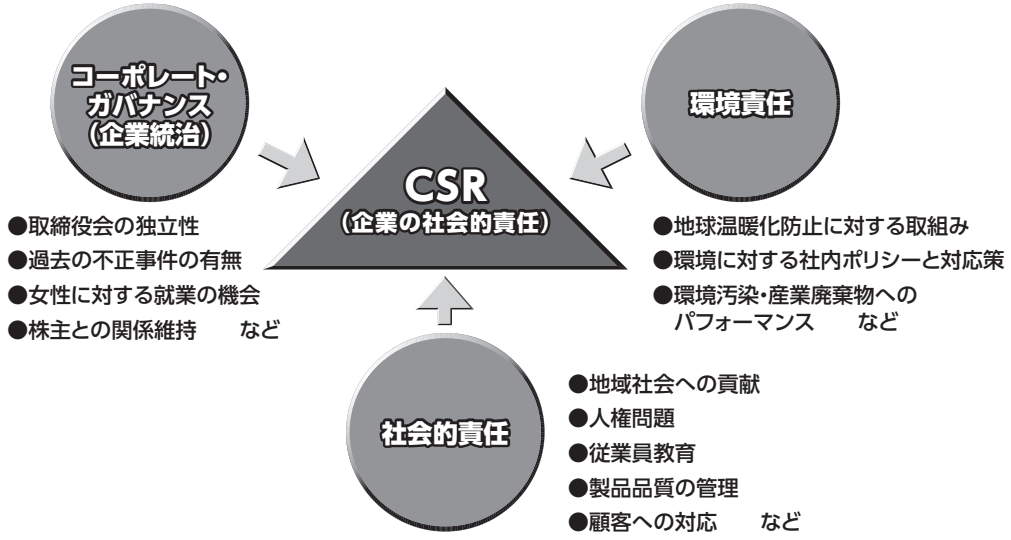 コーポレート・
ガバナンス
(企業統治)
●取締役会の独立性
●過去の不正事件の有無
●女性に対する就業の機会
●株主との関係維持　など
CSR
(企業の社会的責任)
環境責任
●地球温暖化防止に対する取組み
●環境に対する社内ポリシーと対応策
●環境汚染・産業廃棄物への
パフォーマンス　など
社会的責任
●地域社会への貢献
●人権問題
●従業員教育
●製品品質の管理
●顧客への対応　など